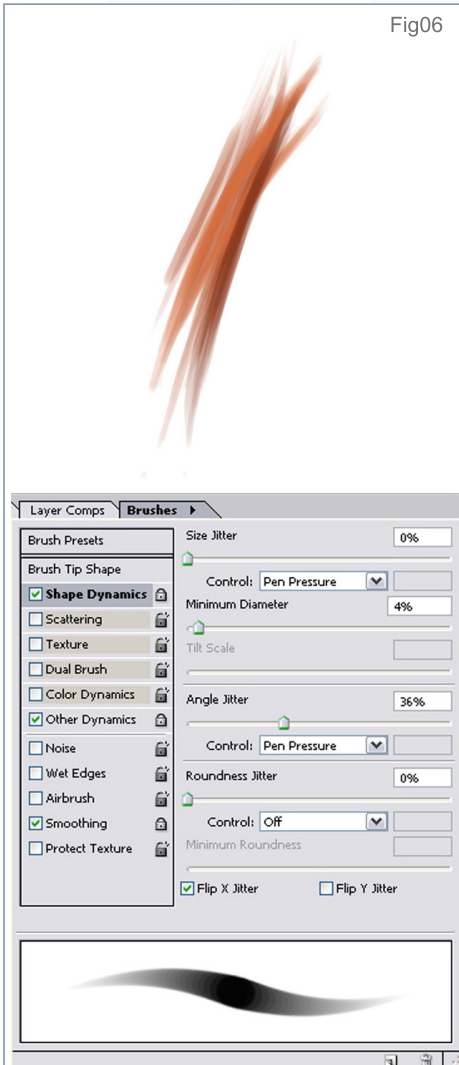 Fig06
Layer Comps Brushes
Brush Presets
Brush Tip Shape
Shape Dynamics
Scattering
Texture
Dual Brush
Color Dynamics
Other Dynamics
Noise
Wet Edges
Airbrush
Smoothing
Protect Texture
Size Jitter 0%
Control: Pen Pressure
Minimum Diameter 4%
Tilt Scale
Angle Jitter 36%
Control: Pen Pressure
Roundness Jitter 0%
Control: Off
Minimum Roundness
Flip X Jitter Flip Y Jitter